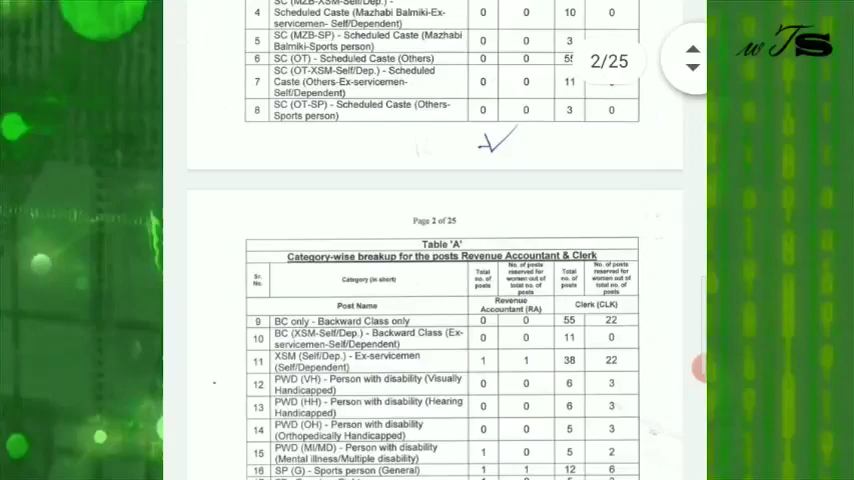 SC (MZB-XSM-Self/Dep.) -
4 Scheduled Caste (Mazhabi Balmiki-Ex- 0 0 10 0
servicemen- Self/Dependent)
5 SC (MZB-SP) - Scheduled Caste (Mazhabi 0 0 3
Balmiki-Sports person)
6 SC (OT) - Scheduled Caste (Others) 0 0 55
7 SC (OT-XSM-Self/Dep.) - Scheduled 0 0 11
Caste (Others-Ex-servicemen-
Self/Dependent)
8 SC (OT-SP) - Scheduled Caste (Others- 0 0 3 0
Sports person)
2/25
w TS
Page 2 of 25
Table 'A'
Category-wise breakup for the posts Revenue Accountant & Clerk
Sr. No. Category (in short) Total no. of posts No. of posts reserved for women out of total no. of posts Total no. of posts No. of posts reserved for women out of total no. of posts
Post Name Revenue Accountant (RA) Clerk (CLK)
9 BC only - Backward Class only 0 0 55 22
10 BC (XSM-Self/Dep.) - Backward Class (Ex- 0 0 11 0
servicemen-Self/Dependent)
11 XSM (Self/Dep.) - Ex-servicemen 1 1 38 22
(Self/Dependent)
12 PWD (VH) - Person with disability (Visually 0 0 6 3
Handicapped)
13 PWD (HH) - Person with disability (Hearing 0 0 6 3
Handicapped)
14 PWD (OH) - Person with disability 0 0 5 3
(Orthopedically Handicapped)
15 PWD (MI/MD) - Person with disability 1 0 5 2
(Mental illness/Multiple disability)
16 SP (G) - Sports person (General) 1 1 12 6